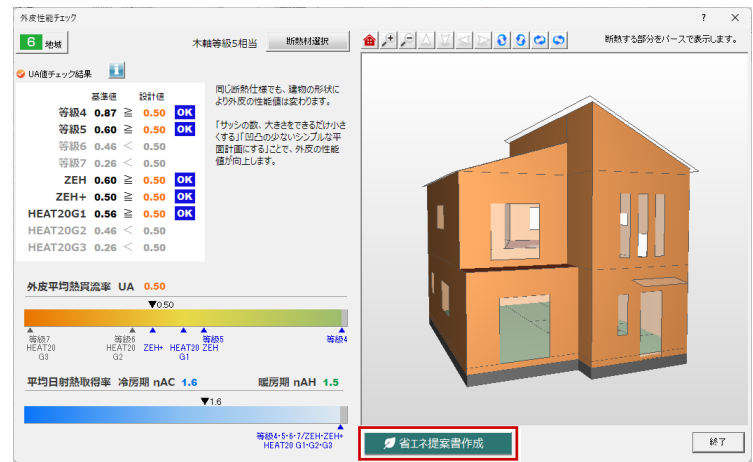 外皮性能チェック
? ×
6 地域
木軸等級5相当
断熱材選択
断熱する部分をパースで表示します。
UA値チェック結果
基準値 設計値
等級4 0.87 ≧ 0.50 OK
等級5 0.60 ≧ 0.50 OK
等級6 0.46 < 0.50
等級7 0.26 < 0.50
ZEH 0.60 ≧ 0.50 OK
ZEH+ 0.50 ≧ 0.50 OK
HEAT20G1 0.56 ≧ 0.50 OK
HEAT20G2 0.46 < 0.50
HEAT20G3 0.26 < 0.50
同じ断熱仕様でも、建物の形状に
より外皮の性能値は変わります。
「サッシの数、大きさをできるだけ小さ
くする」「凹凸の少ないシンプルな平
面計画にする」ことで、外皮の性能
値が向上します。
外皮平均熱貫流率 UA 0.50
▼0.50
等級7 等級6 等級5 等級4
HEAT20 HEAT20 ZEH+ HEAT20 ZEH
G3 G2 G1
平均日射熱取得率 冷房期 ηAC 1.6 暖房期 ηAH 1.5
▼1.6
等級4・5・6・7/ZEH・ZEH+
HEAT20 G1・G2・G3
省エネ提案書作成
終了